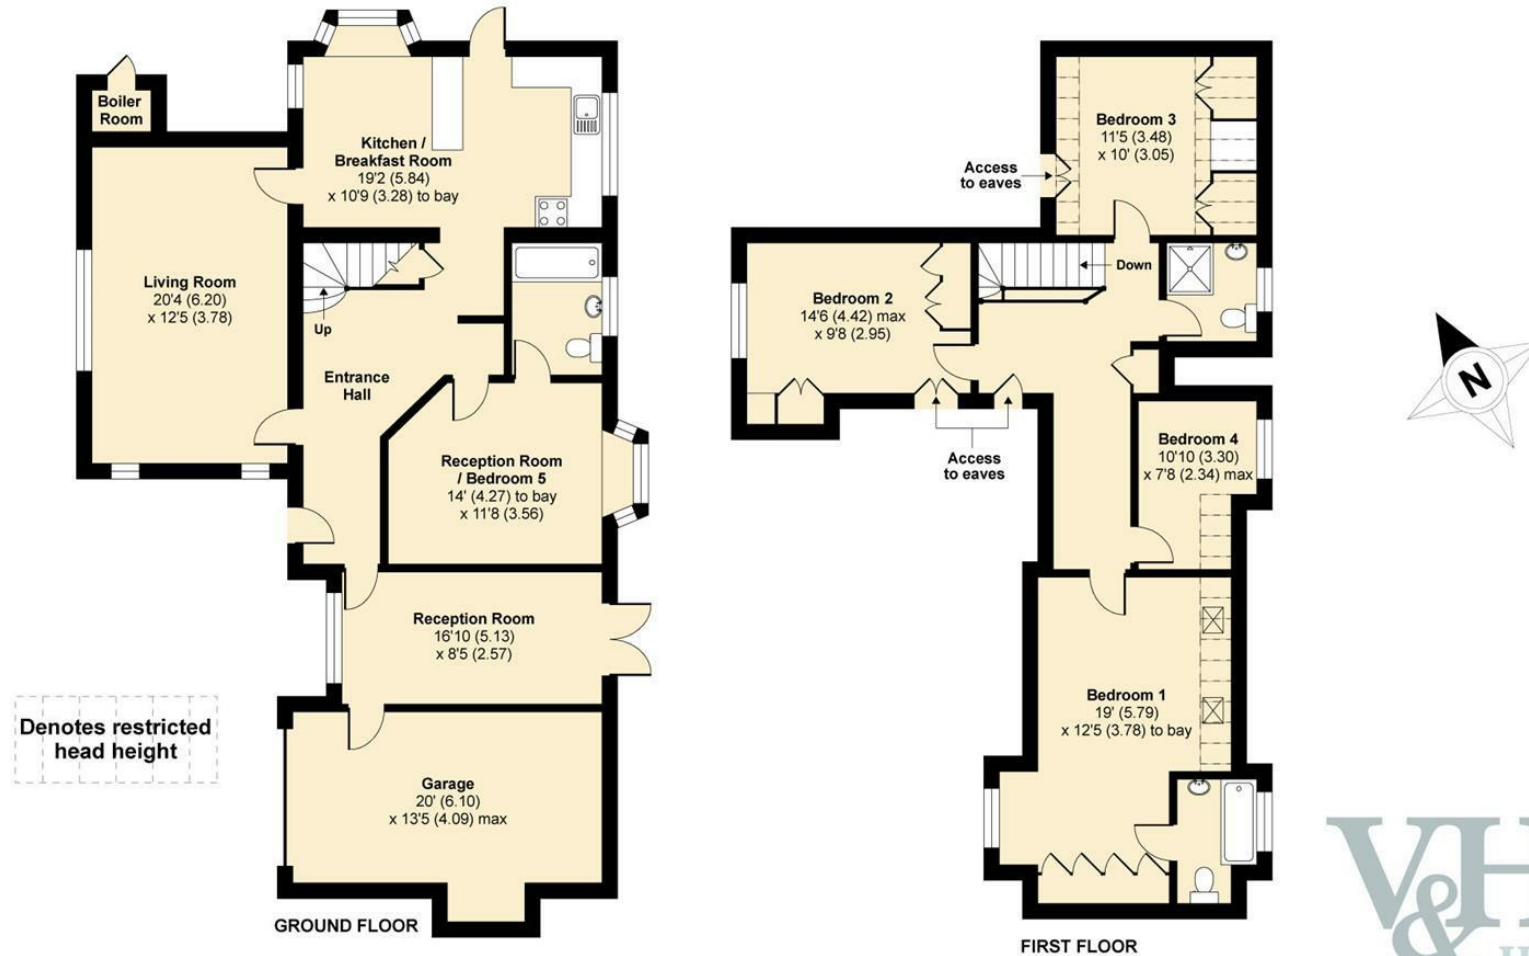 Boiler
Room
Kitchen /
Breakfast Room
19'2 (5.84)
x 10'9 (3.28) to bay
Living Room
20'4 (6.20)
x 12'5 (3.78)
Up
Entrance
Hall
Reception Room
/ Bedroom 5
14' (4.27) to bay
x 11'8 (3.56)
Reception Room
16'10 (5.13)
x 8'5 (2.57)
Denotes restricted
head height
Garage
20' (6.10)
x 13'5 (4.09) max
GROUND FLOOR
Bedroom 3
11'5 (3.48)
x 10' (3.05)
Access
to eaves
Down
Bedroom 2
14'6 (4.42) max
x 9'8 (2.95)
Access
to eaves
Bedroom 4
10'10 (3.30)
x 7'8 (2.34) max
Bedroom 1
19' (5.79)
x 12'5 (3.78) to bay
FIRST FLOOR
N
V&H